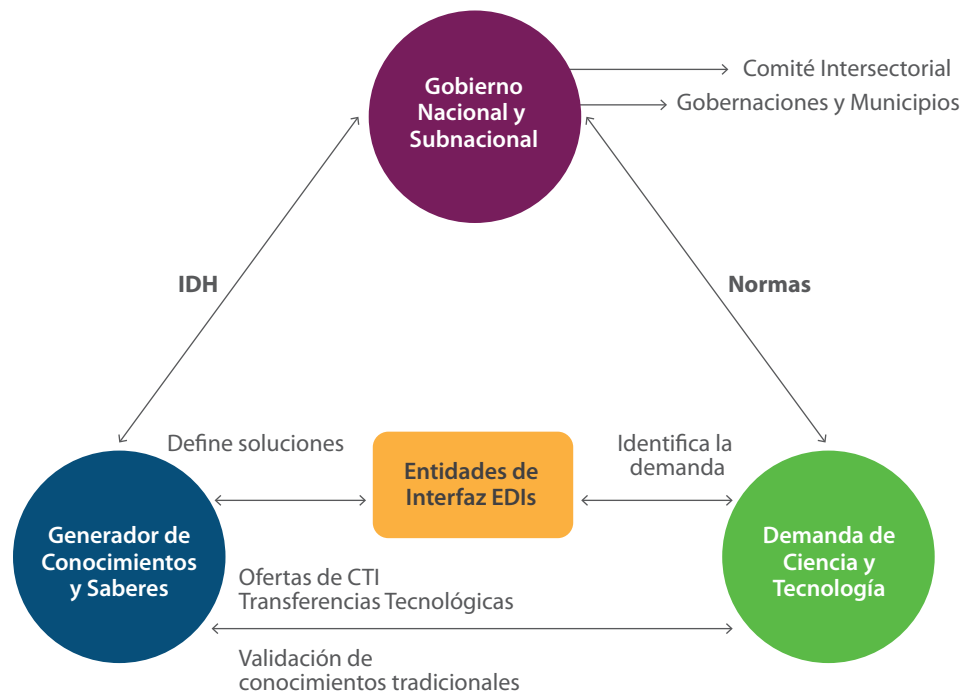 Gobierno
Nacional y
Subnacional
Comité Intersectorial
Gobernaciones y Municipios
IDH
Normas
Define soluciones
Entidades de
Interfaz EDIs
Identifica la
demanda
Generador de
Conocimientos
y Saberes
Demanda de
Ciencia y
Tecnología
Ofertas de CTI
Transferencias Tecnológicas
Validación de
conocimientos tradicionales